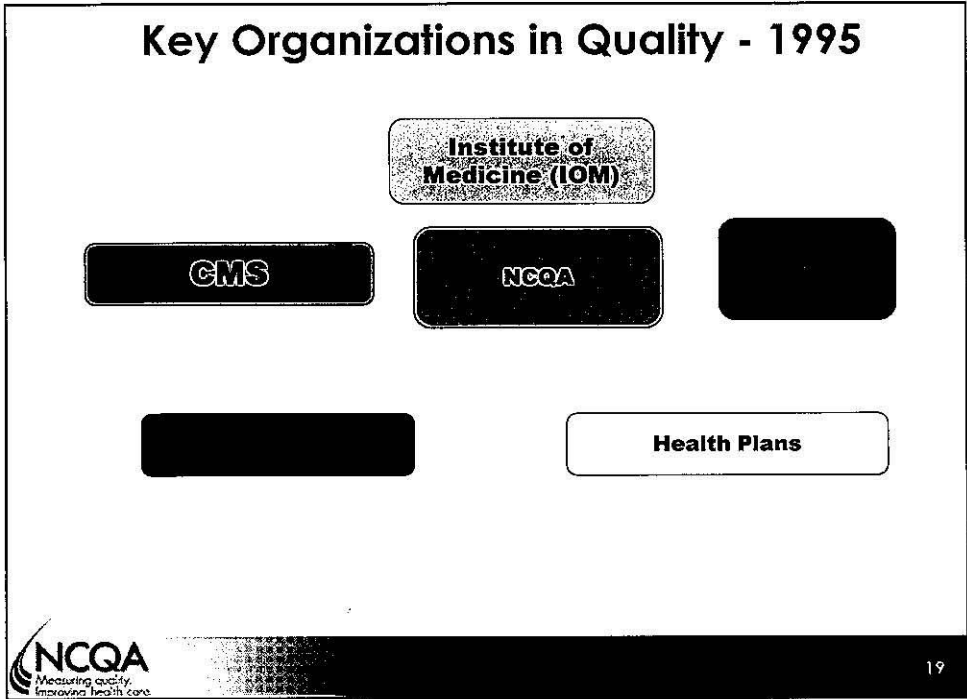 Key Organizations in Quality - 1995
Institute of
Medicine (IOM)
CMS
NCQA
Health Plans
NCQA
Measuring quality.
Improving health care.
19